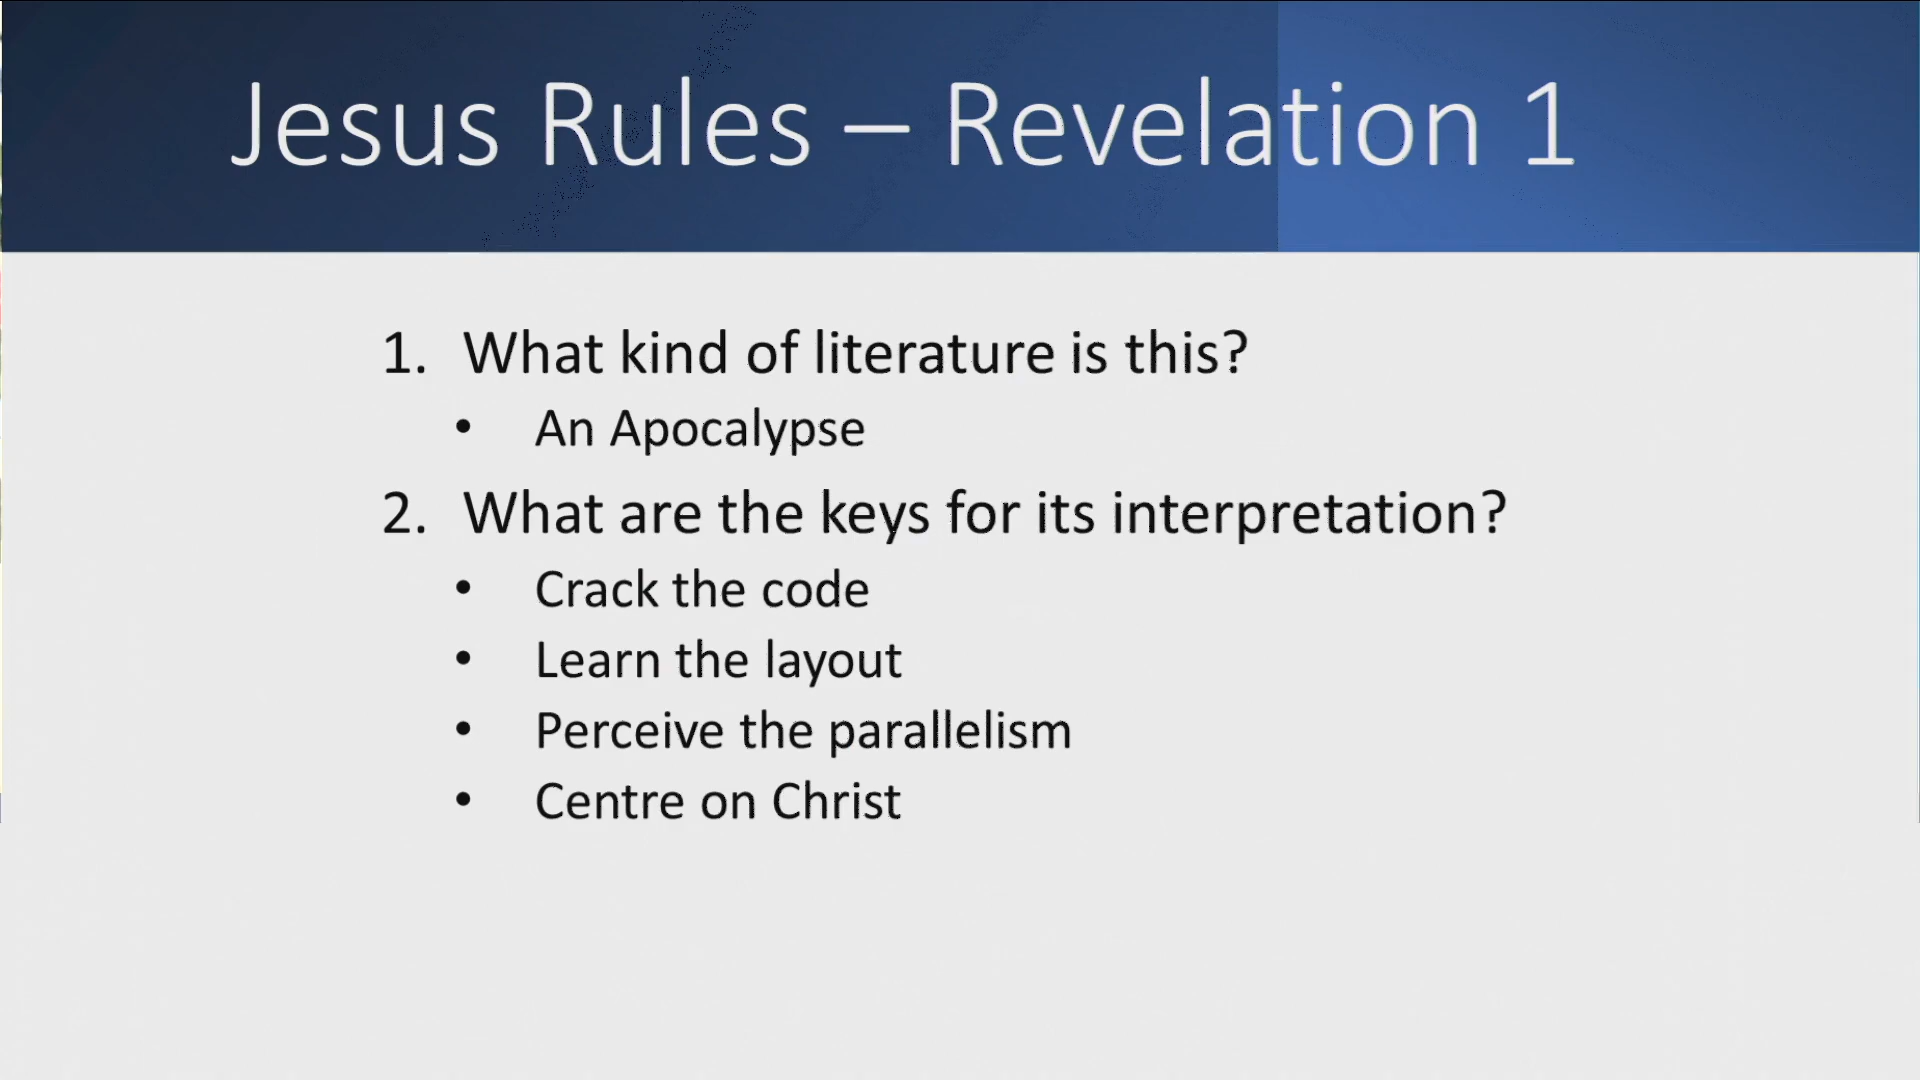 Jesus Rules – Revelation 1
1. What kind of literature is this?
• An Apocalypse
2. What are the keys for its interpretation?
• Crack the code
• Learn the layout
• Perceive the parallelism
• Centre on Christ